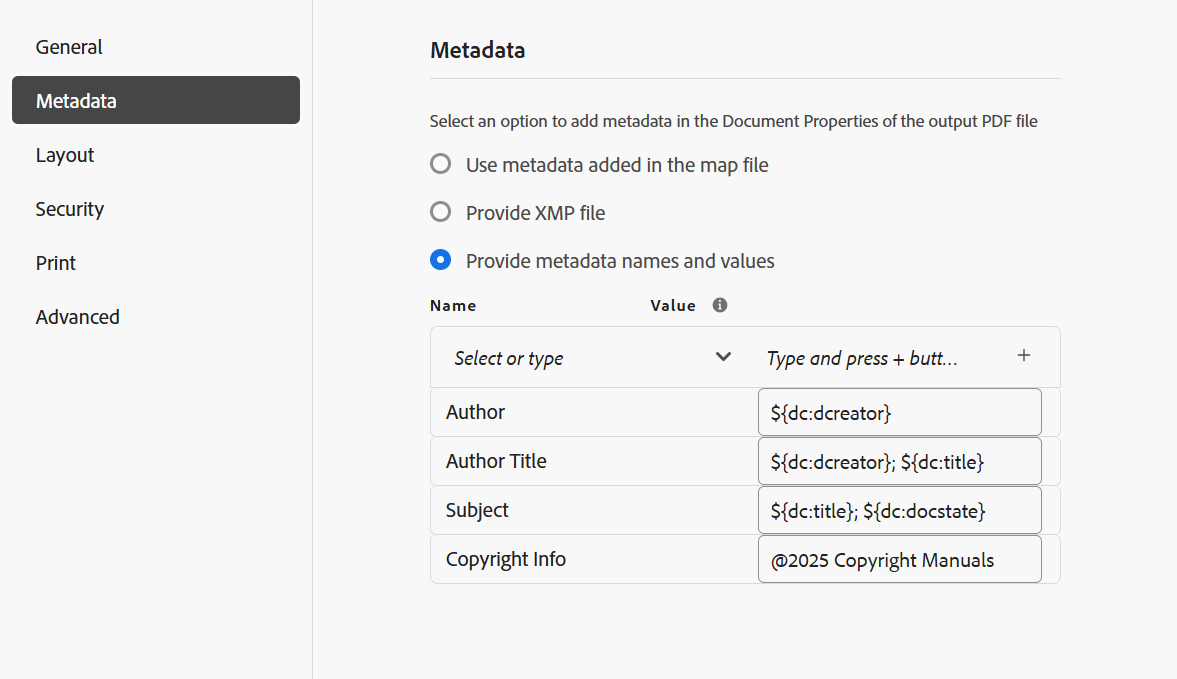 General
Metadata
Layout
Security
Print
Advanced
Metadata
Select an option to add metadata in the Document Properties of the output PDF file
Use metadata added in the map file
Provide XMP file
Provide metadata names and values
Name Value
Select or type Type and press + butt...
Author ${dc:dcreator}
Author Title ${dc:dcreator}; ${dc:title}
Subject ${dc:title}; ${dc:docstate}
Copyright Info @2025 Copyright Manuals